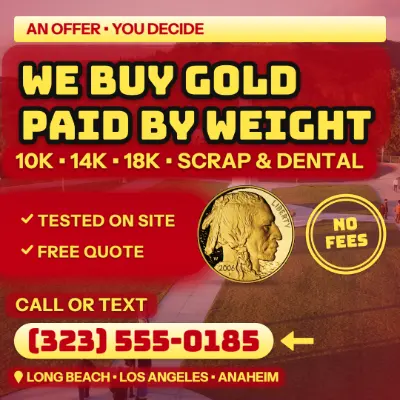 AN OFFER • YOU DECIDE
WE BUY GOLD
PAID BY WEIGHT
10K • 14K • 18K • SCRAP & DENTAL
✓ TESTED ON SITE
✓ FREE QUOTE
LIBERTY
2006 W
NO
FEES
CALL OR TEXT
(323) 555-0185
LONG BEACH • LOS ANGELES • ANAHEIM